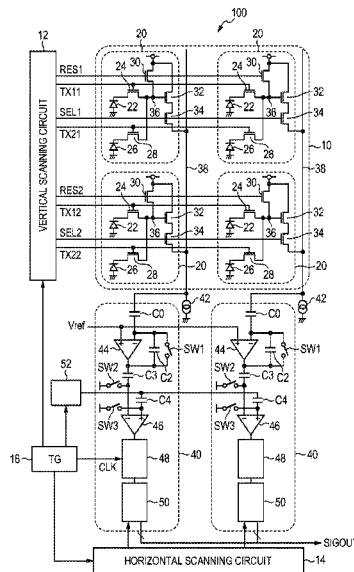 100
12
20
20
VERTICAL SCANNING CIRCUIT
RES1
TX11
SEL1
TX21
24
30
32
22
36
34
26
28
24
30
32
22
36
34
26
28
10
38
38
RES2
TX12
SEL2
TX22
24
30
32
22
36
34
26
28
20
24
30
32
22
36
34
26
28
20
42
42
C0
C0
Vref
44
SW1
44
SW1
SW2
C3
C2
SW2
C3
C2
52
C4
C4
SW3
46
SW3
46
16
TG
CLK
48
40
48
40
50
50
SIGOUT
HORIZONTAL SCANNING CIRCUIT
14